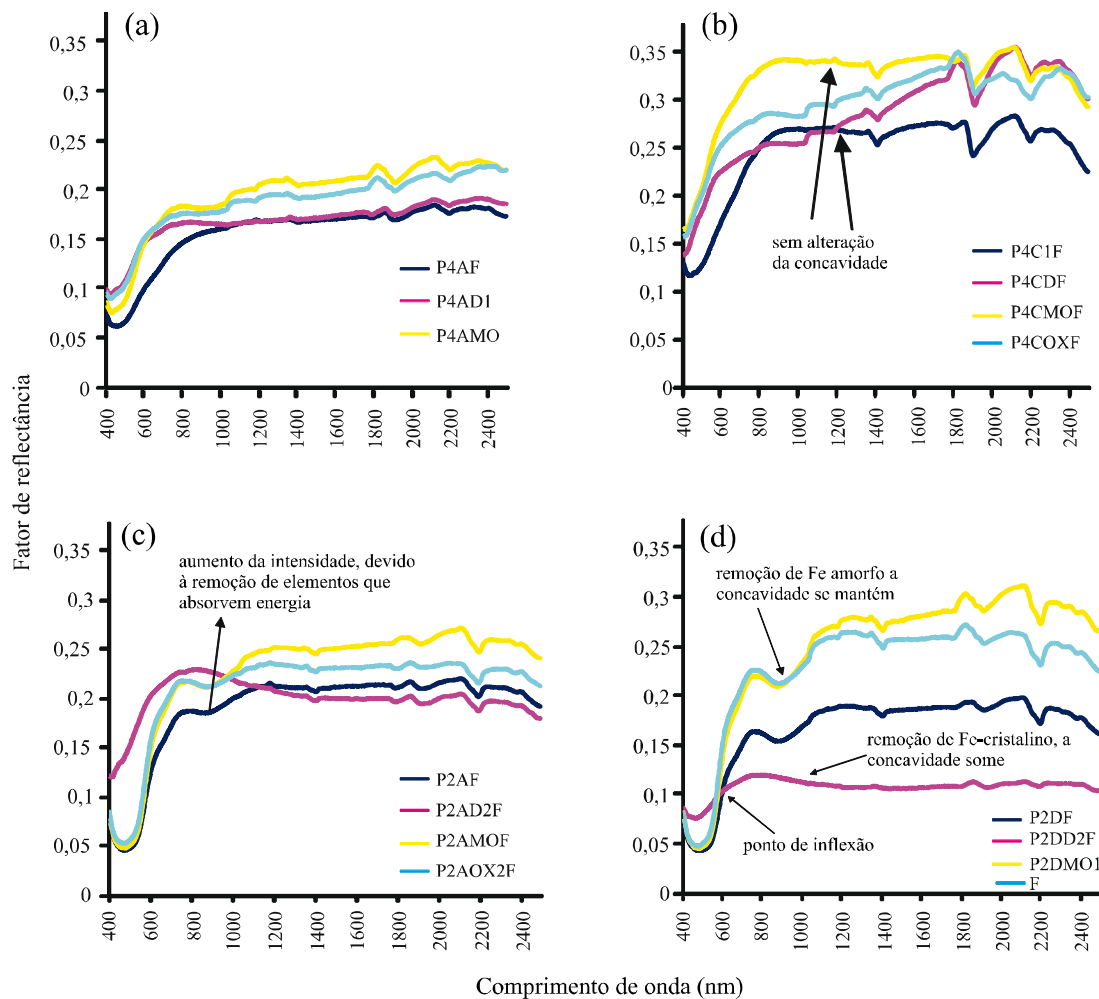 Fator de reflectância
(a)
0,35
0,3
0,25
0,2
0,15
0,1
0,05
0
400
600
800
1000
1200
1400
1600
1800
2000
2200
2400
P4AF
P4AD1
P4AMO
(b)
0,35
0,3
0,25
0,2
0,15
0,1
0,05
0
400
600
800
1000
1200
1400
1600
1800
2000
2200
2400
sem alteração
da concavidade
P4C1F
P4CDF
P4CMOF
P4COXF
(c)
0,35
0,3
0,25
0,2
0,15
0,1
0,05
0
400
600
800
1000
1200
1400
1600
1800
2000
2200
2400
aumento da intensidade, devido
à remoção de elementos que
absorvem energia
P2AF
P2AD2F
P2AMOF
P2AOX2F
(d)
0,35
0,3
0,25
0,2
0,15
0,1
0,05
0
400
600
800
1000
1200
1400
1600
1800
2000
2200
2400
remoção de Fe amorfo a
concavidade se mantém
remoção de Fe-cristalino, a
concavidade some
ponto de inflexão
P2DF
P2DD2F
P2DMO1
F
Comprimento de onda (nm)